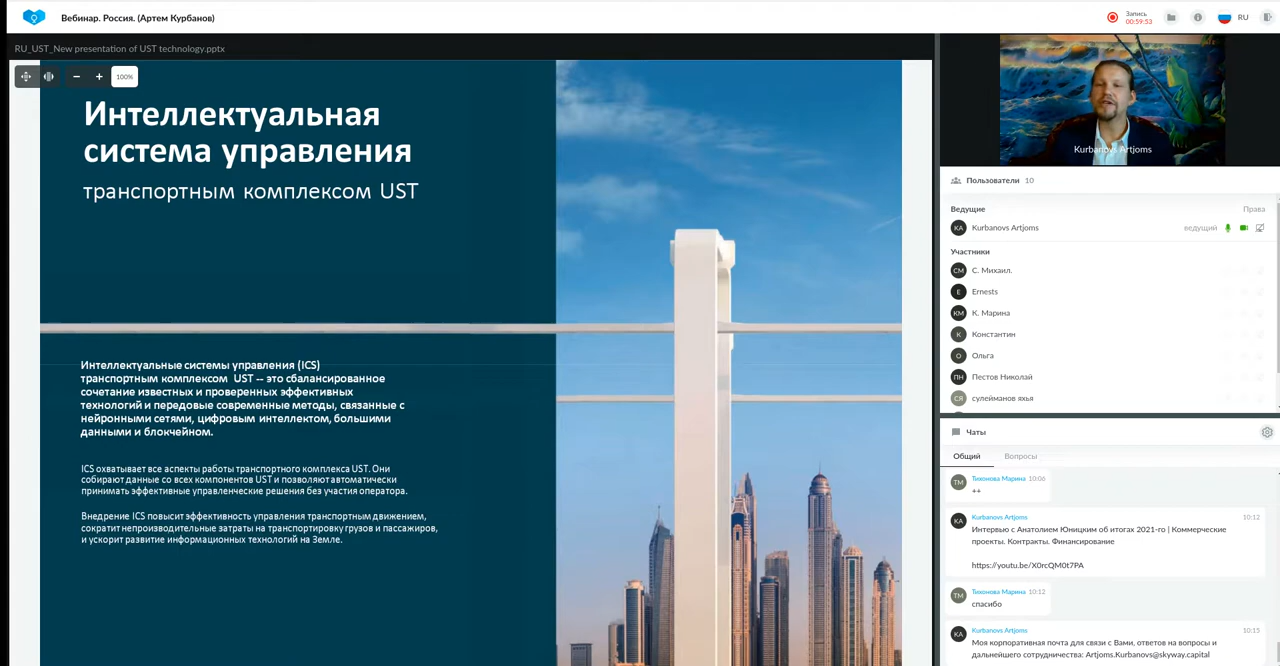 Вебинар. Россия. (Артем Курбанов)
Запись
00:59:53
RU
RU_UST_New presentation of UST technology.pptx
100%
Интеллектуальная
система управления
транспортным комплексом UST
Интеллектуальные системы управления (ICS)
транспортным комплексом UST -- это сбалансированное
сочетание известных и проверенных эффективных
технологий и передовые современные методы, связанные с
нейронными сетями, цифровым интеллектом, большими
данными и блокчейном.
ICS охватывает все аспекты работы транспортного комплекса UST. Они
собирают данные со всех компонентов UST и позволяют автоматически
принимать эффективные управленческие решения без участия оператора.
Внедрение ICS повысит эффективность управления транспортным движением,
сократит непроизводительные затраты на транспортировку грузов и пассажиров,
и ускорит развитие информационных технологий на Земле.
Kurbanovs Artjoms
Пользователи 10
Ведущие Права
KA Kurbanovs Artjoms ведущий
Участники
СМ С. Михаил.
E Ernests
КМ К. Марина
К Константин
О Ольга
ПН Пестов Николай
СЯ сулейманов яхья
Чаты
Общий Вопросы
ТМ Тихонова Марина 10:06
++
KA Kurbanovs Artjoms 10:12
Интервью с Анатолием Юницким об итогах 2021-го | Коммерческие
проекты. Контракты. Финансирование
https://youtu.be/X0rcQM0t7PA
ТМ Тихонова Марина 10:12
спасибо
KA Kurbanovs Artjoms 10:15
Моя корпоративная почта для связи с Вами, ответов на вопросы и
дальнейшего сотрудничества: Artjoms.Kurbanovs@skyway.capital